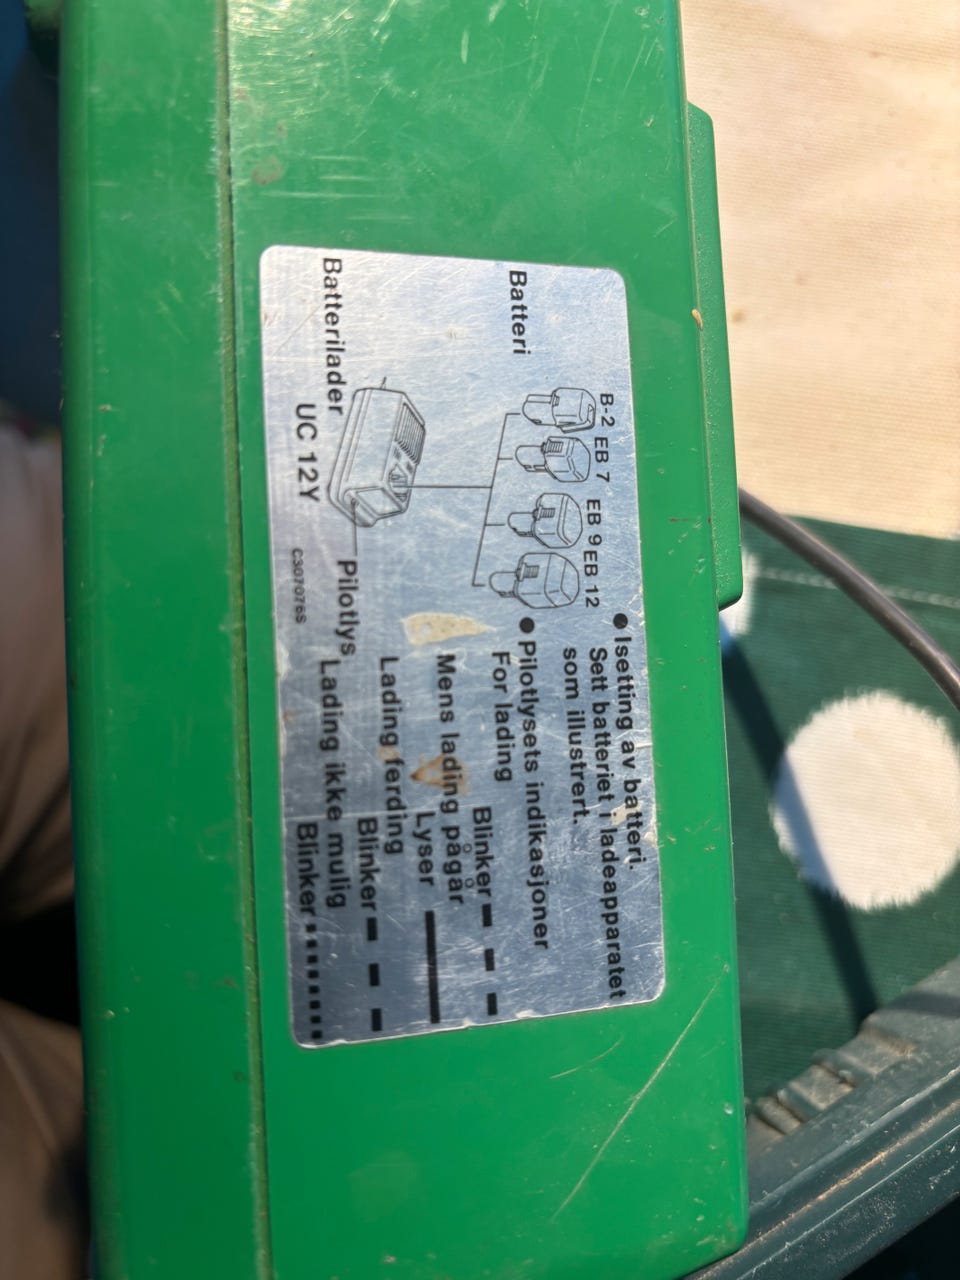 B-2 EB 7 EB 9 EB 12
Batteri
Batterilader
UC 12Y
Pilotlys
C307076S
● Isetting av batteri.
Sett batteriet i ladeapparatet
som illustrert.
● Pilotlysets indikasjoner
For lading
Blinker
Mens lading pågår
Lyser
Lading ferding
Blinker
Lading ikke mulig
Blinker